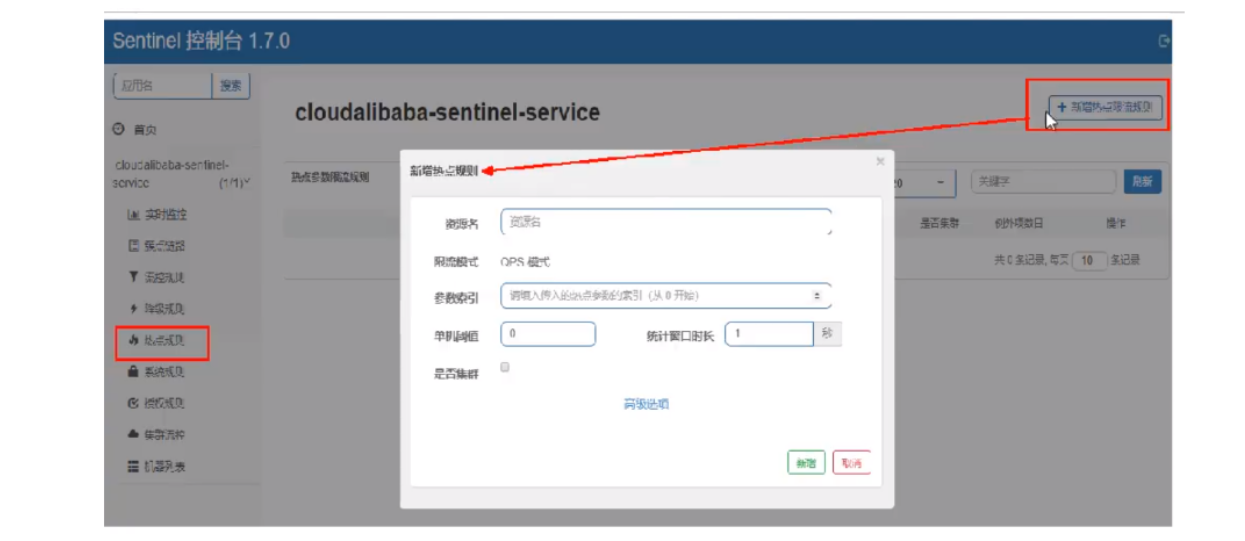 Sentinel 控制台 1.7.0
应用名 搜索
首页
cloudalibaba-sentinel-service (1/1)
实时监控
簇点链路
流控规则
降级规则
热点规则
系统规则
授权规则
集群流控
机器列表
cloudalibaba-sentinel-service
+ 新增热点限流规则
热点参数限流规则
关键字 刷新
是否集群 例外项数目 操作
共 0 条记录, 每页 10 条记录
新增热点规则 ×
资源名 资源名
限流模式 QPS 模式
参数索引 请填入传入的热点参数的索引（从 0 开始）
单机阈值 0 统计窗口时长 1 秒
是否集群
高级选项
新增 取消